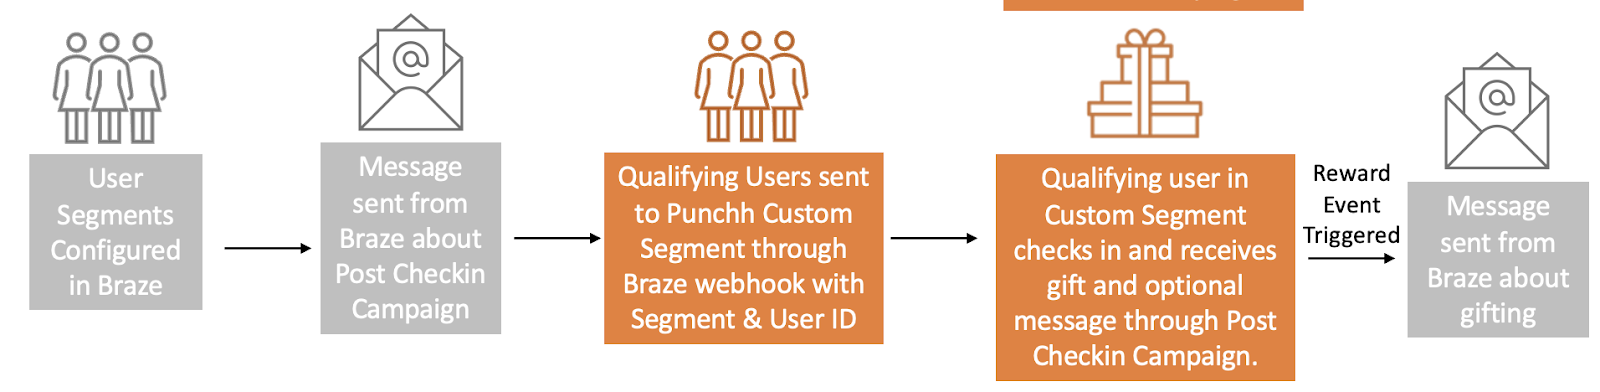 User
Segments
Configured
in Braze
@
Message
sent from
Braze about
Post Checkin
Campaign
Qualifying Users sent
to Punchh Custom
Segment through
Braze webhook with
Segment & User ID
Qualifying user in
Custom Segment
checks in and receives
gift and optional
message through Post
Checkin Campaign.
Reward
Event
Triggered
@
Message
sent from
Braze about
gifting